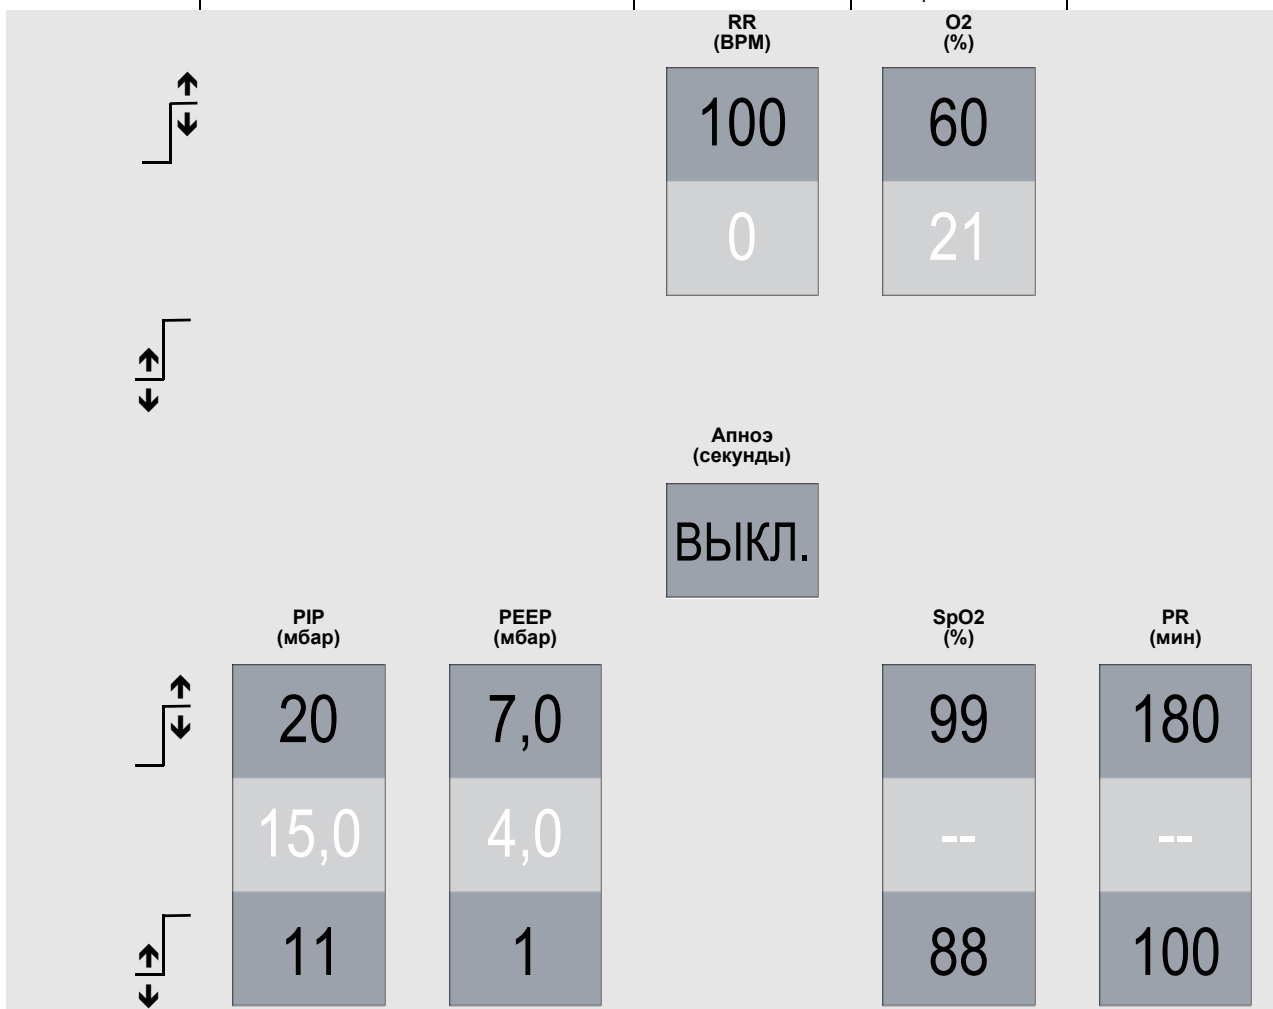 RR
(BPM)
O2
(%)
100
60
0
21
Апноэ
(секунды)
ВЫКЛ.
PIP
(мбар)
PEEP
(мбар)
SpO2
(%)
PR
(мин)
20
7,0
99
180
15,0
4,0
--
--
11
1
88
100